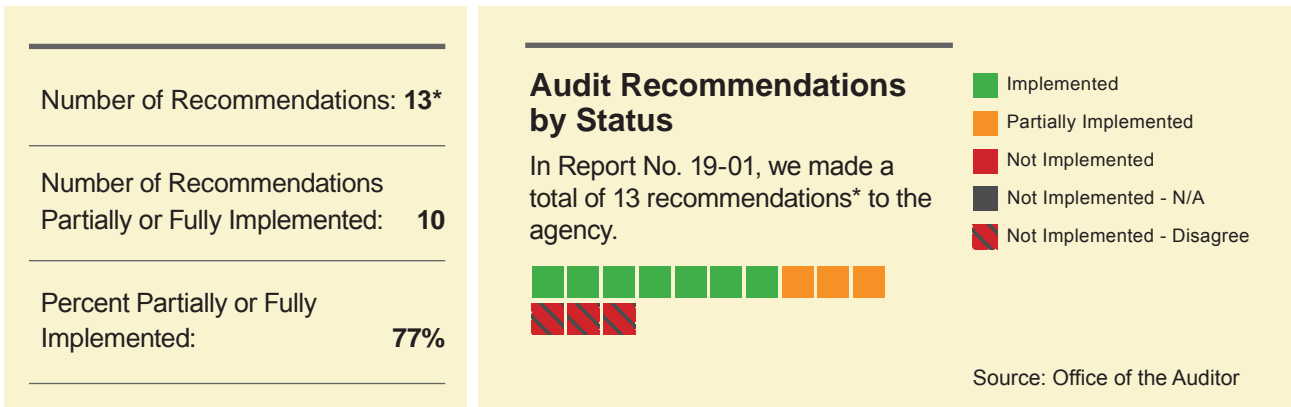 Number of Recommendations: 13*
Number of Recommendations
Partially or Fully Implemented: 10
Percent Partially or Fully
Implemented: 77%
Audit Recommendations
by Status
In Report No. 19-01, we made a
total of 13 recommendations* to the
agency.
Implemented
Partially Implemented
Not Implemented
Not Implemented - N/A
Not Implemented - Disagree
Source: Office of the Auditor